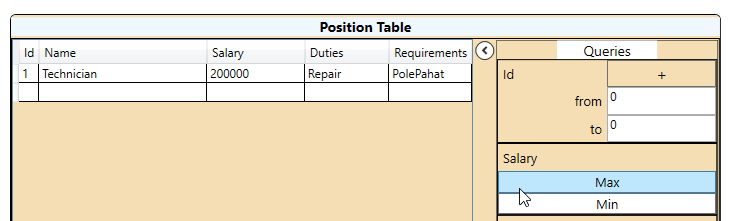 Position Table
Id Name Salary Duties Requirements
1 Technician 200000 Repair PolePahat
Queries
Id +
from 0
to 0
Salary
Max
Min